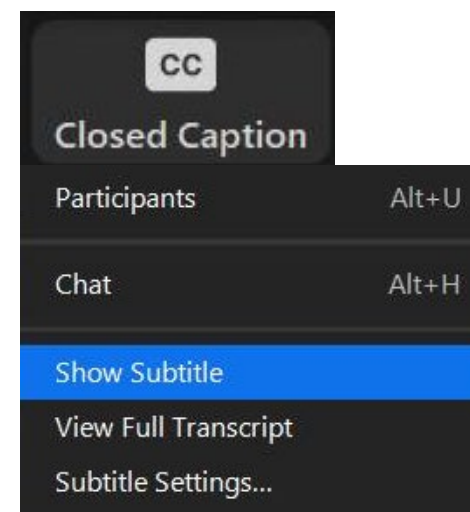 CC
Closed Caption
Participants Alt+U
Chat Alt+H
Show Subtitle
View Full Transcript
Subtitle Settings...